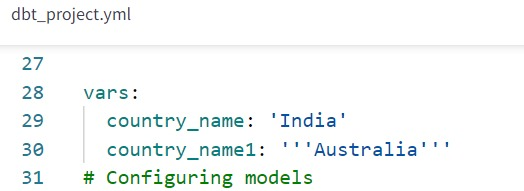 dbt_project.yml
27
28 vars:
29 country_name: 'India'
30 country_name1: '''Australia'''
31 # Configuring models